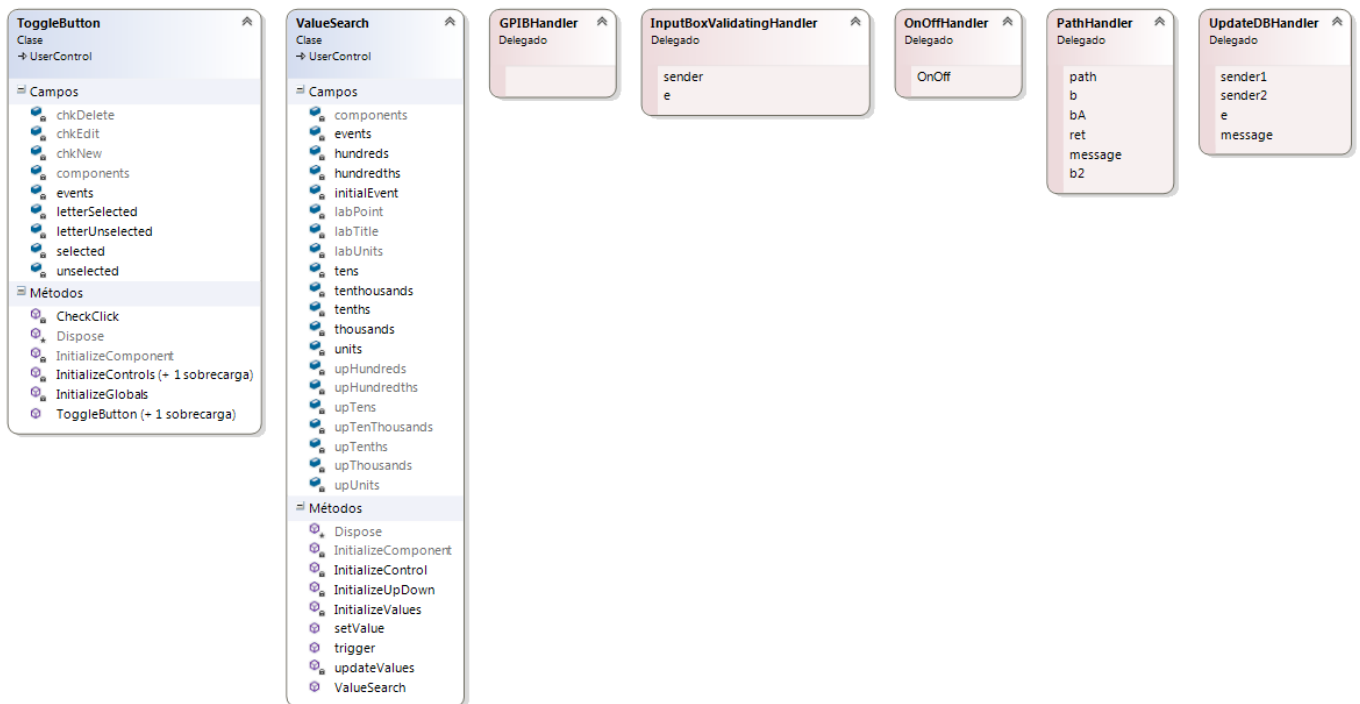 ToggleButton
Clase
UserControl
Campos
chkDelete
chkEdit
chkNew
components
events
letterSelected
letterUnselected
selected
unselected
Métodos
CheckClick
Dispose
InitializeComponent
InitializeControls (+ 1 sobrecarga)
InitializeGlobals
ToggleButton (+ 1 sobrecarga)
ValueSearch
Clase
UserControl
Campos
components
events
hundreds
hundredths
initialEvent
labPoint
labTitle
labUnits
tens
tenthousands
tenths
thousands
units
upHundreds
upHundredths
upTens
upTenThousands
upTenths
upThousands
upUnits
Métodos
Dispose
InitializeComponent
InitializeControl
InitializeUpDown
InitializeValues
setValue
trigger
updateValues
ValueSearch
GPIBHandler
Delegado
InputBoxValidatingHandler
Delegado
sender
e
OnOffHandler
Delegado
OnOff
PathHandler
Delegado
path
b
bA
ret
message
b2
UpdateDBHandler
Delegado
sender1
sender2
e
message